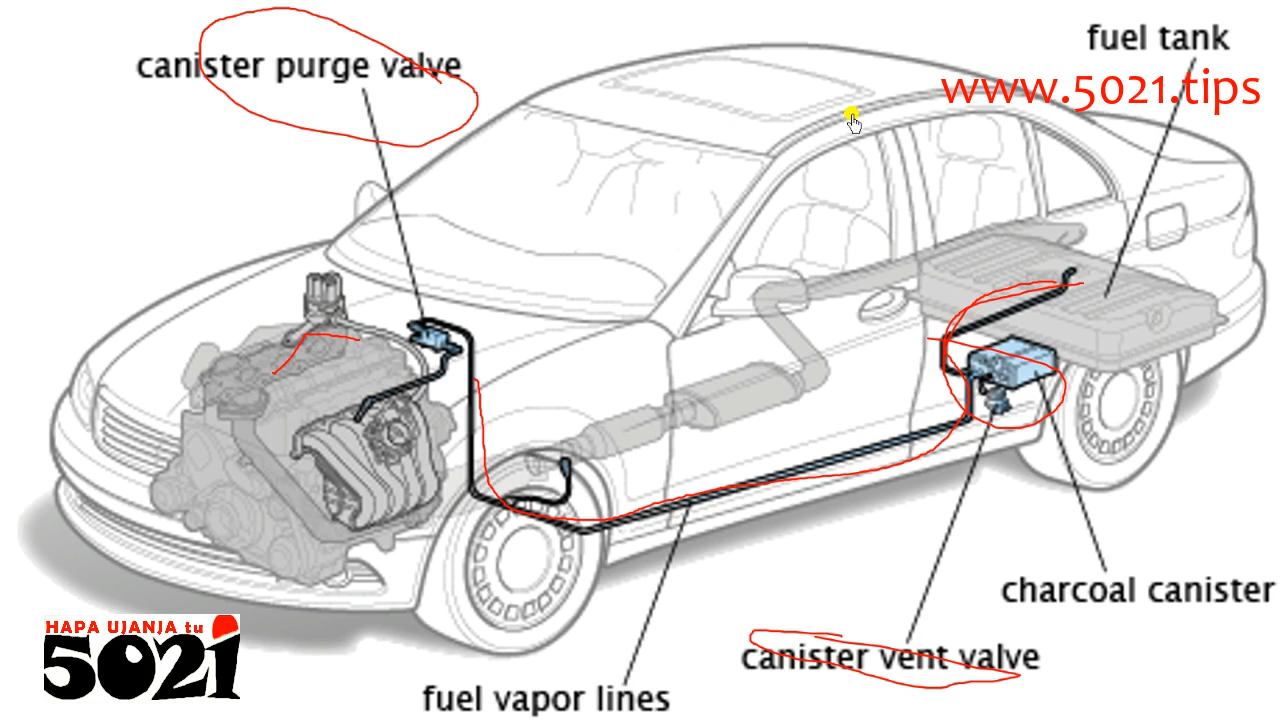 fuel tank
canister purge valve
www.5021.tips
charcoal canister
HAPA UJANJA tu
5021
canister vent valve
fuel vapor lines